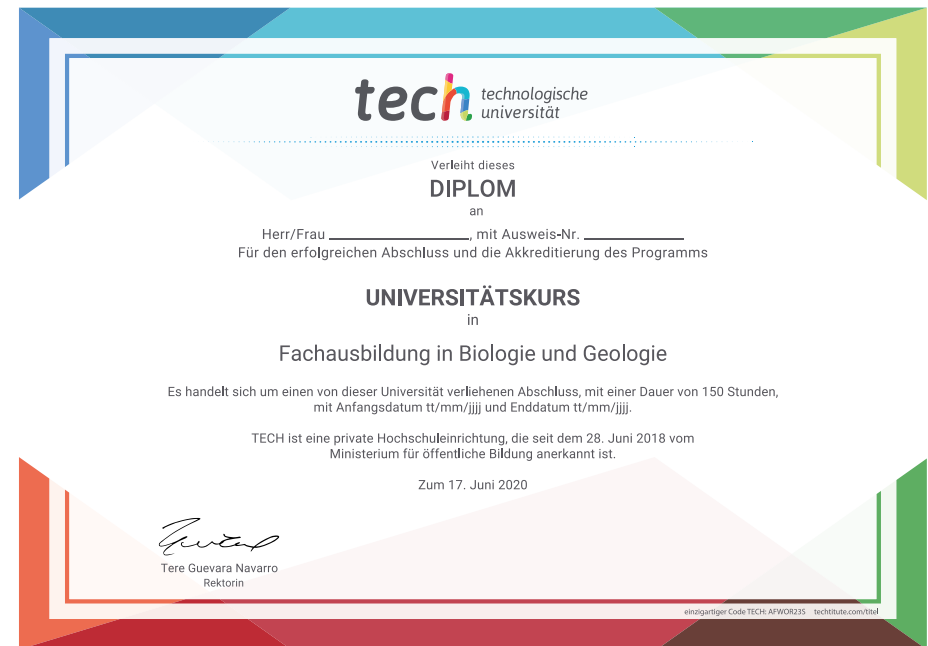 tech technologische
universität
Verleiht dieses
DIPLOM
an
Herr/Frau ____________, mit Ausweis-Nr. ____________
Für den erfolgreichen Abschluss und die Akkreditierung des Programms
UNIVERSITÄTSKURS
in
Fachausbildung in Biologie und Geologie
Es handelt sich um einen von dieser Universität verliehenen Abschluss, mit einer Dauer von 150 Stunden,
mit Anfangsdatum tt/mm/jjjj und Enddatum tt/mm/jjjj.
TECH ist eine private Hochschuleinrichtung, die seit dem 28. Juni 2018 vom
Ministerium für öffentliche Bildung anerkannt ist.
Zum 17. Juni 2020
Tere Guevara Navarro
Rektorin
einzigartiger Code TECH: AFWOR23S techtitute.com/titel